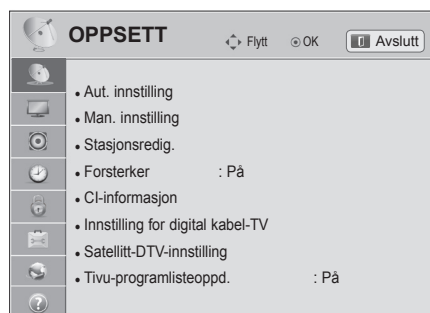 OPPSETT Flytt OK Avslutt
• Aut. innstilling
• Man. innstilling
• Stasjonsredig.
• Forsterker : På
• CI-informasjon
• Innstilling for digital kabel-TV
• Satellitt-DTV-innstilling
• Tivu-programlisteoppd. : På